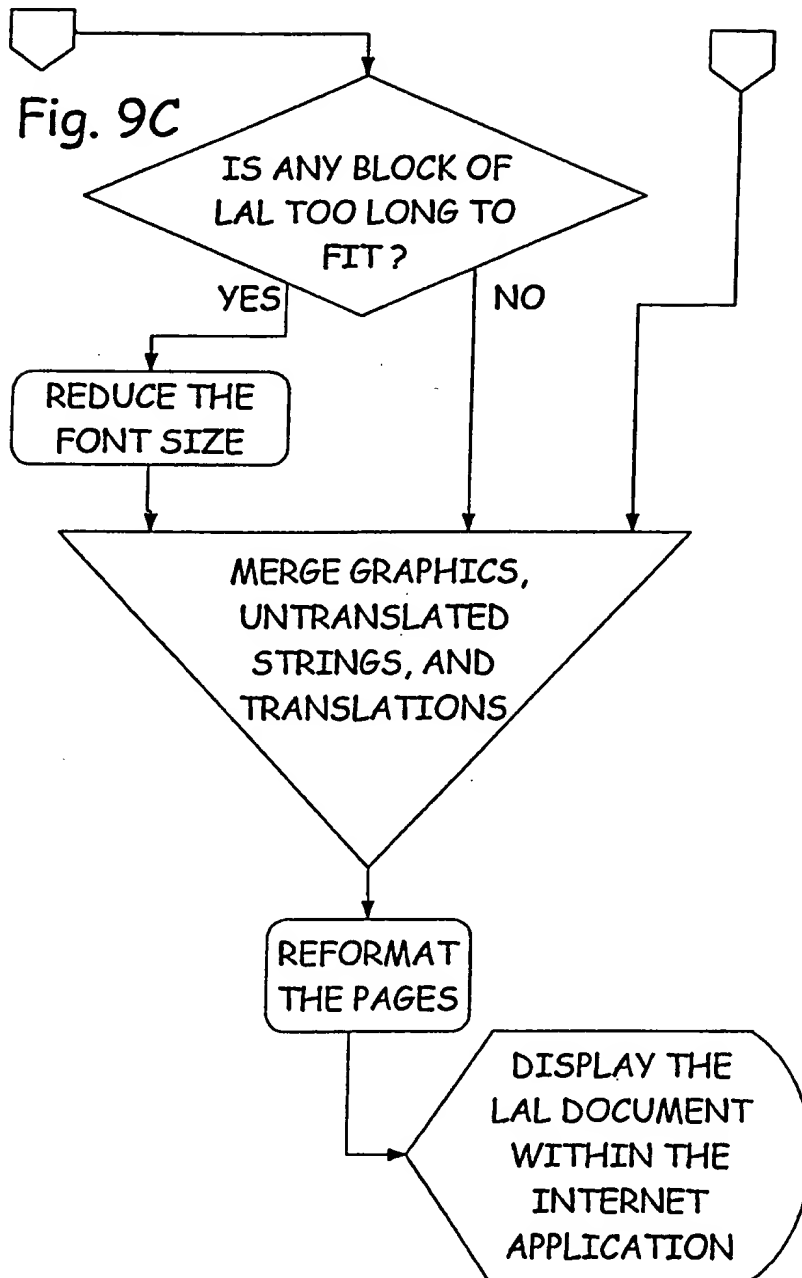 Fig. 9C
IS ANY BLOCK OF
LAL TOO LONG TO
FIT?
YES
NO
REDUCE THE
FONT SIZE
MERGE GRAPHICS,
UNTRANSLATED
STRINGS, AND
TRANSLATIONS
REFORMAT
THE PAGES
DISPLAY THE
LAL DOCUMENT
WITHIN THE
INTERNET
APPLICATION